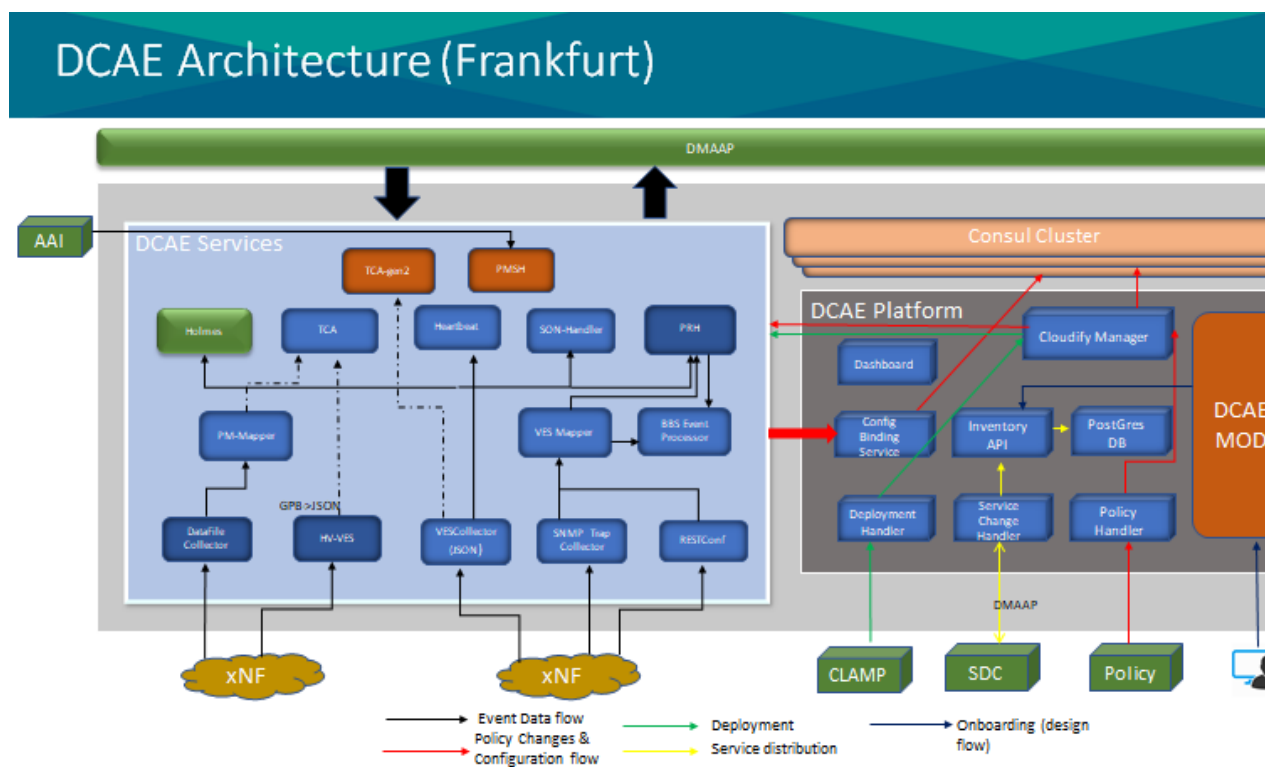 DCAE Architecture (Frankfurt)
DMAAP
AAI
DCAE Services
Consul Cluster
TCA-gen2
PMSH
DCAE Platform
Holmes
TCA
Heartbeat
SON-Handler
PRH
Cloudify Manager
Dashboard
PM-Mapper
VES Mapper
BBS Event
Processor
Config
Binding
Service
Inventory
API
PostGres
DB
DCAE
MOD
GPB->JSON
DataFile
Collector
HV-VES
VESCollector
(JSON)
SNMP Trap
Collector
RESTConf
Deployment
Handler
Service
Change
Handler
Policy
Handler
DMAAP
xNF
xNF
CLAMP
SDC
Policy
Event Data flow
Policy Changes &
Configuration flow
Deployment
Service distribution
Onboarding (design
flow)